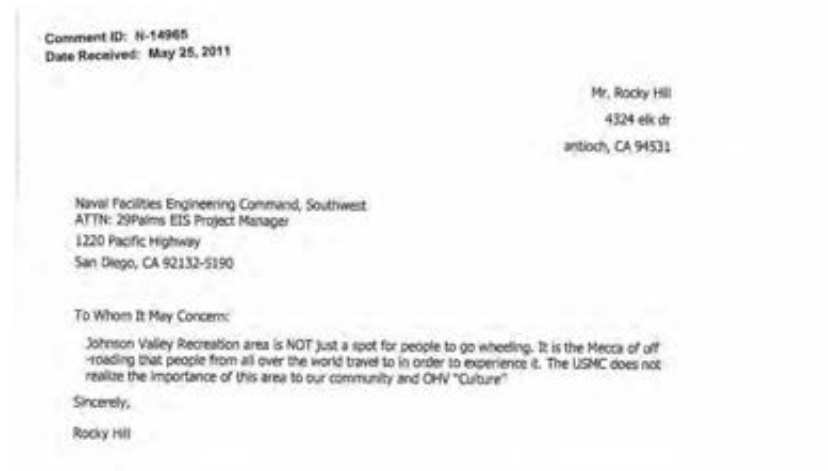 Comment ID: N-14965
Date Received: May 25, 2011
Mr. Rocky Hill
4324 elk dr
antioch, CA 94531
Naval Facilities Engineering Command, Southwest
ATTN: 29Palms EIS Project Manager
1220 Pacific Highway
San Diego, CA 92132-5190
To Whom It May Concern:
Johnson Valley Recreation area is NOT just a spot for people to go wheeling. It is the Mecca of off
-roading that people from all over the world travel to in order to experience it. The USMC does not
realize the importance of this area to our community and OHV "Culture"
Sincerely,
Rocky Hill